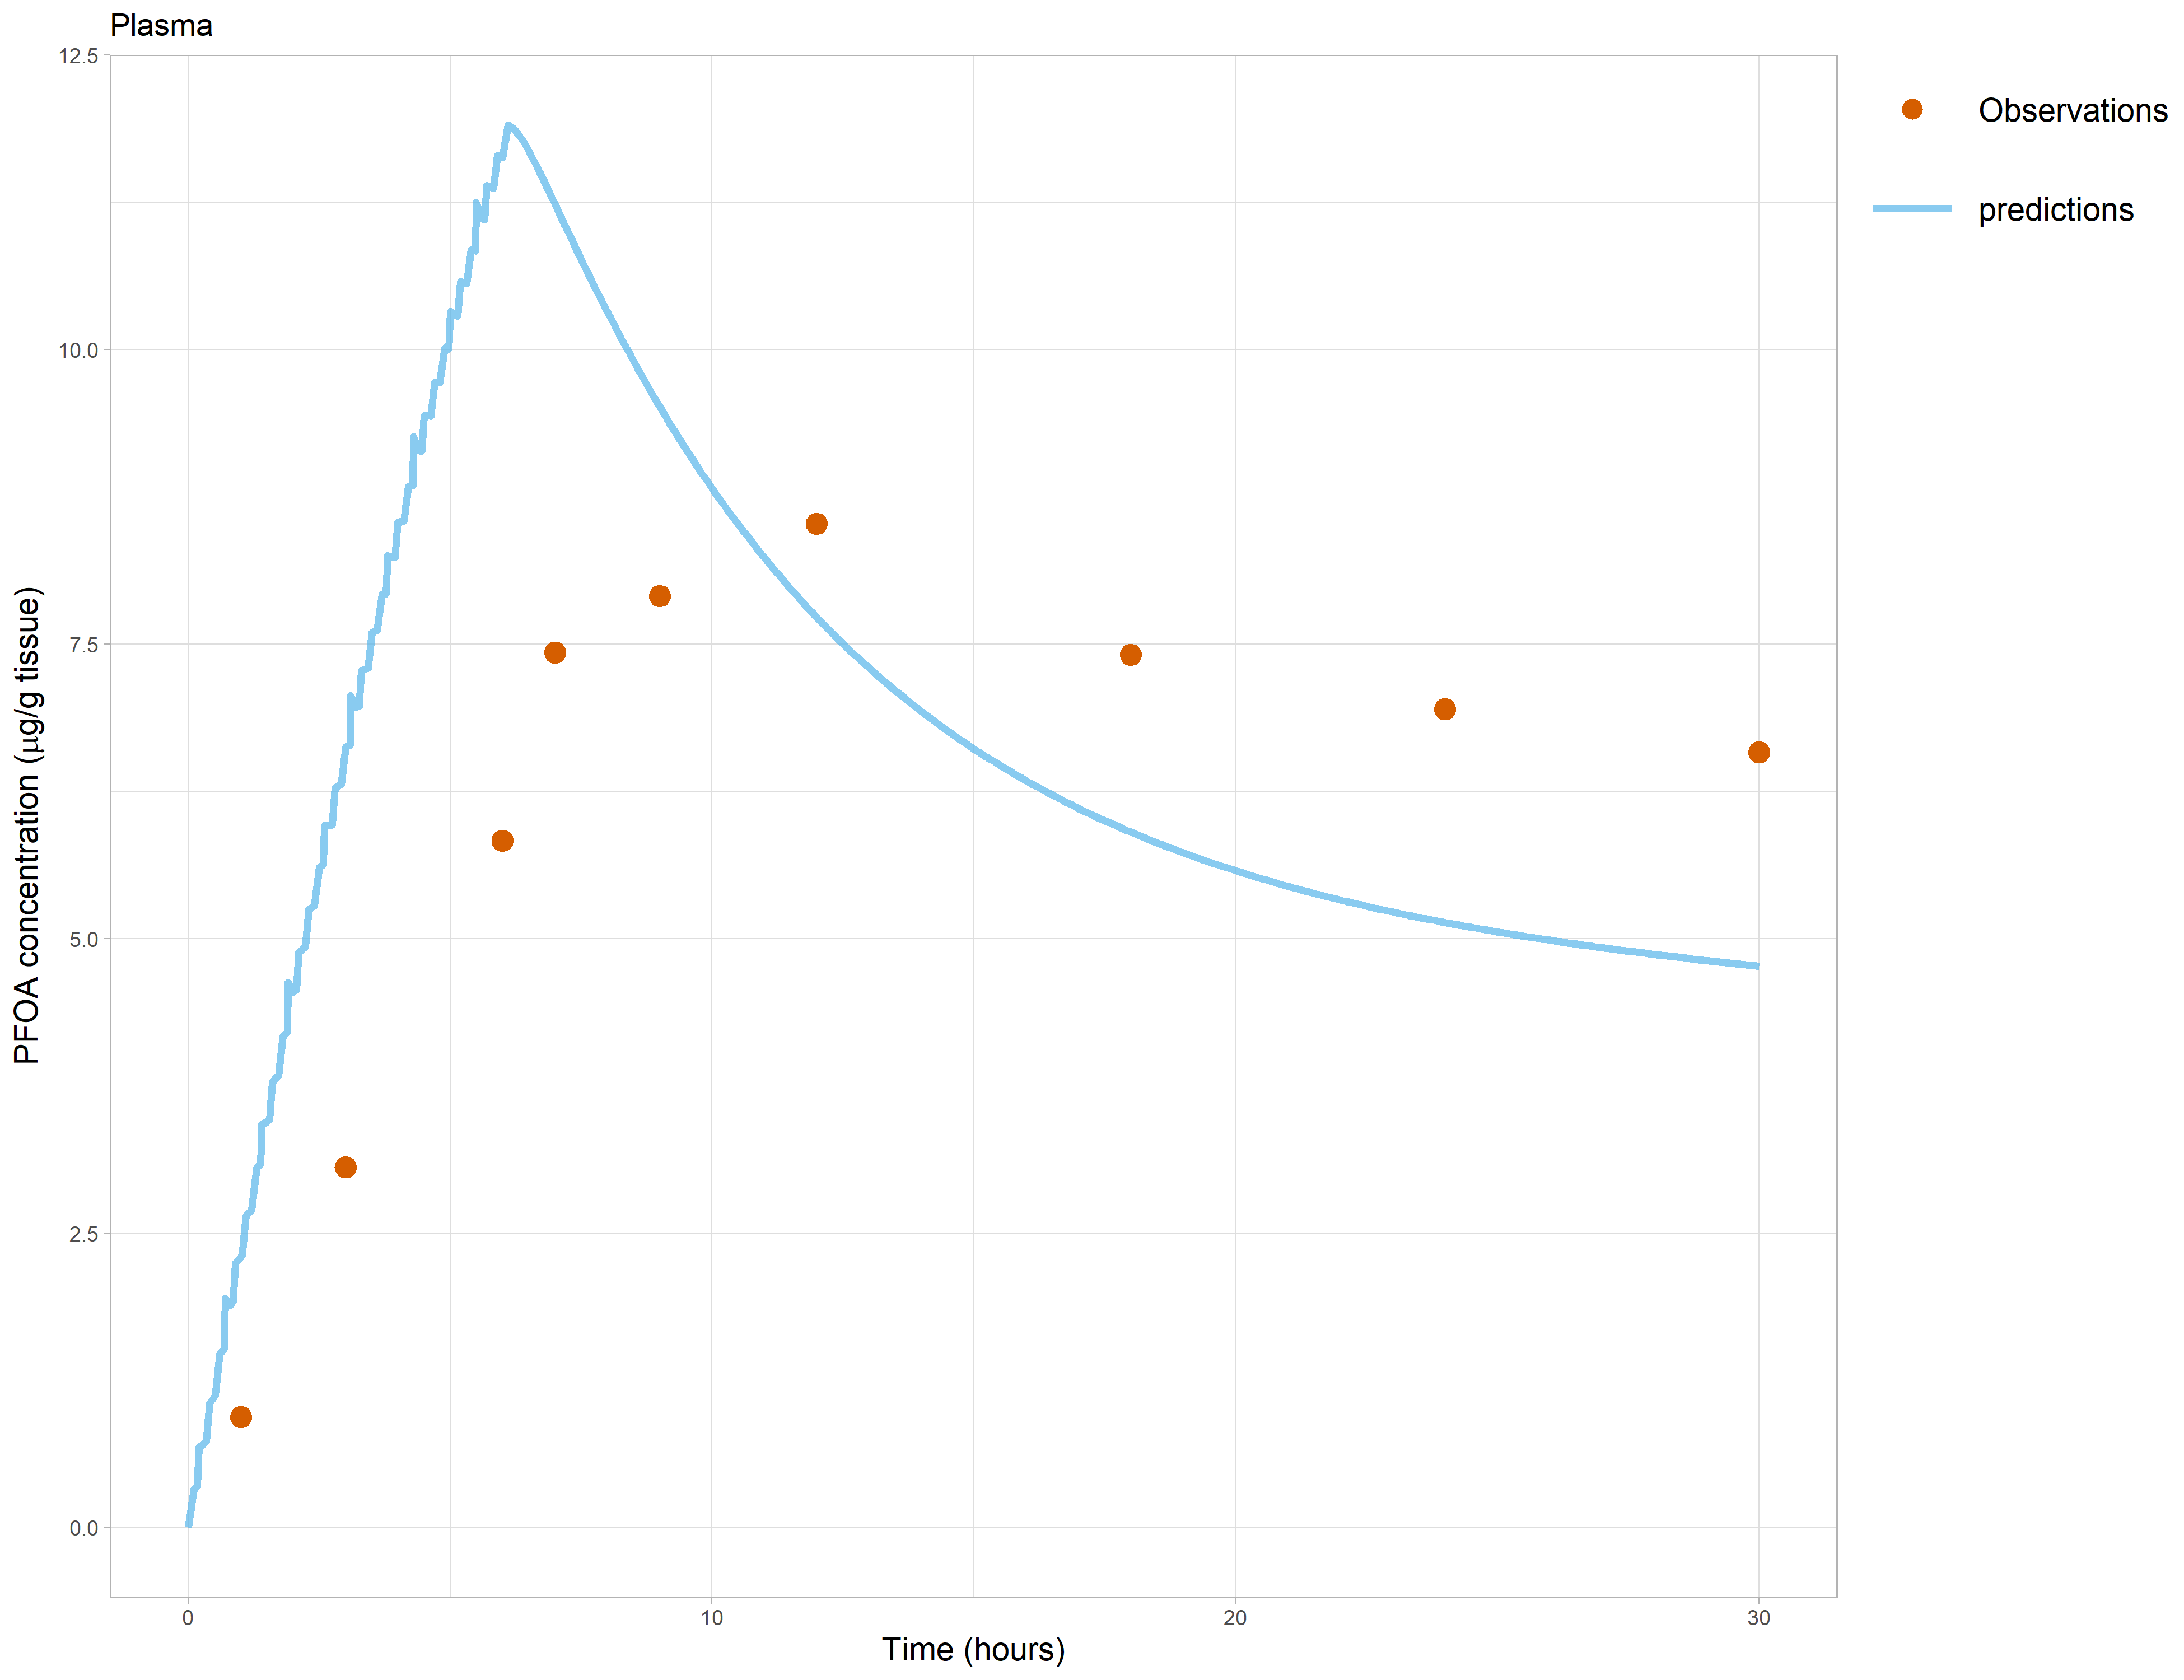 Plasma
12.5
10.0
7.5
5.0
2.5
0.0
PFOA concentration (μg/g tissue)
0 10 20 30
Time (hours)
Observations
predictions